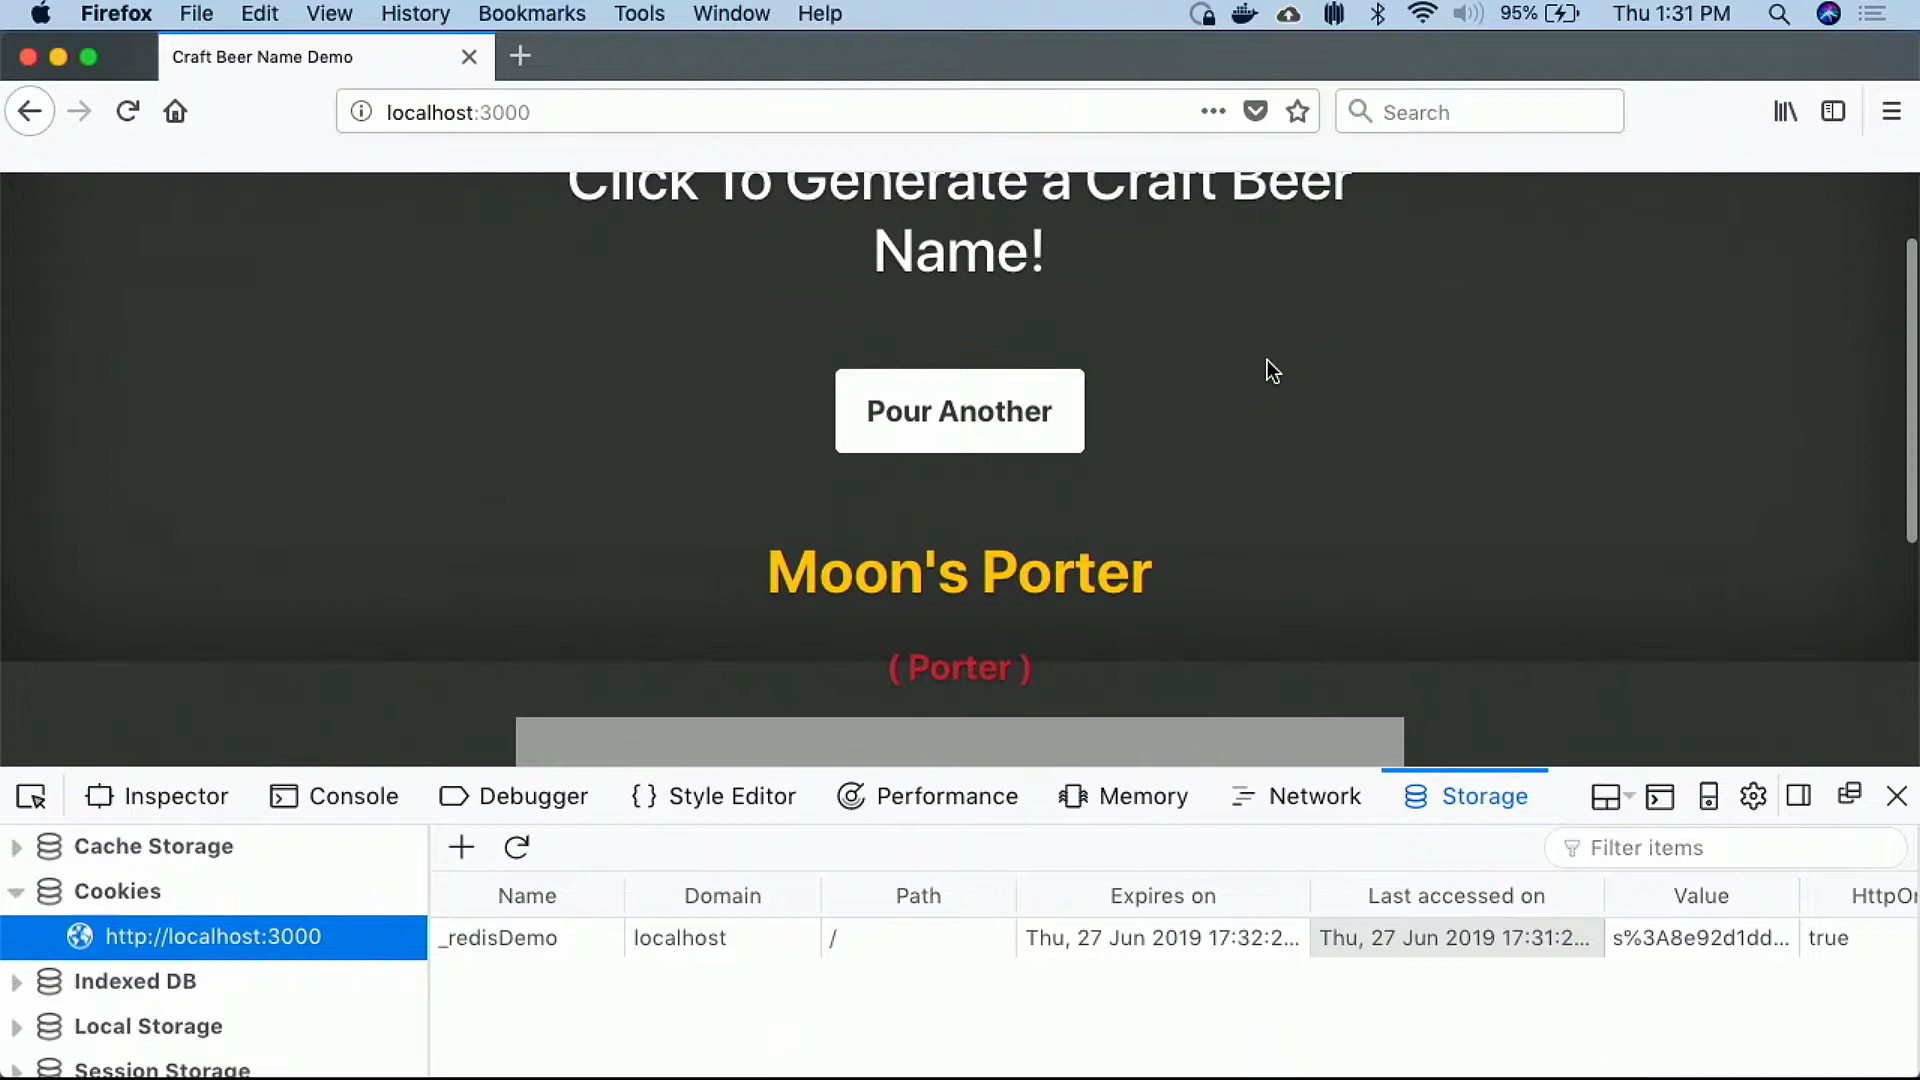 Firefox File Edit View History Bookmarks Tools Window Help 95% Thu 1:31 PM
Craft Beer Name Demo
localhost:3000 Search
Click To Generate a Craft Beer
Name!
Pour Another
Moon's Porter
( Porter )
Inspector Console Debugger { } Style Editor Performance Memory Network Storage
Cache Storage
Filter items
Cookies
Name Domain Path Expires on Last accessed on Value HttpOn
http://localhost:3000
_redisDemo localhost / Thu, 27 Jun 2019 17:32:2... Thu, 27 Jun 2019 17:31:2... s%3A8e92d1dd... true
Indexed DB
Local Storage
Session Storage